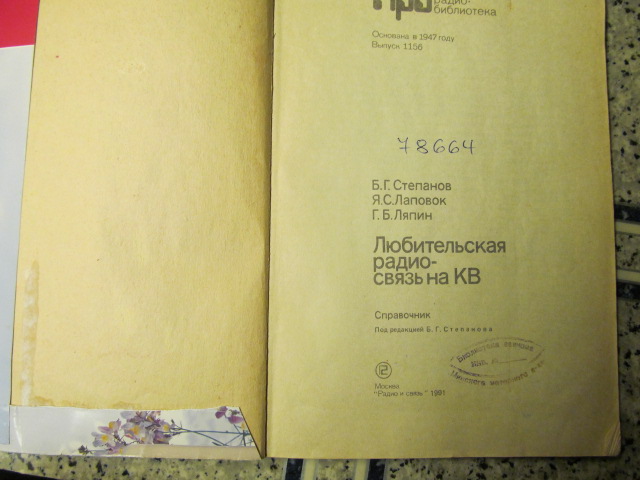 радио-
библиотека
Основана в 1947 году
Выпуск 1156
78664
Б.Г.Степанов
Я.С.Лаповок
Г.Б.Ляпин
Любительская
радио-
связь на КВ
Справочник
Под редакцией Б. Г. Степанова
Москва
"Радио и связь" 1991
Библиотека